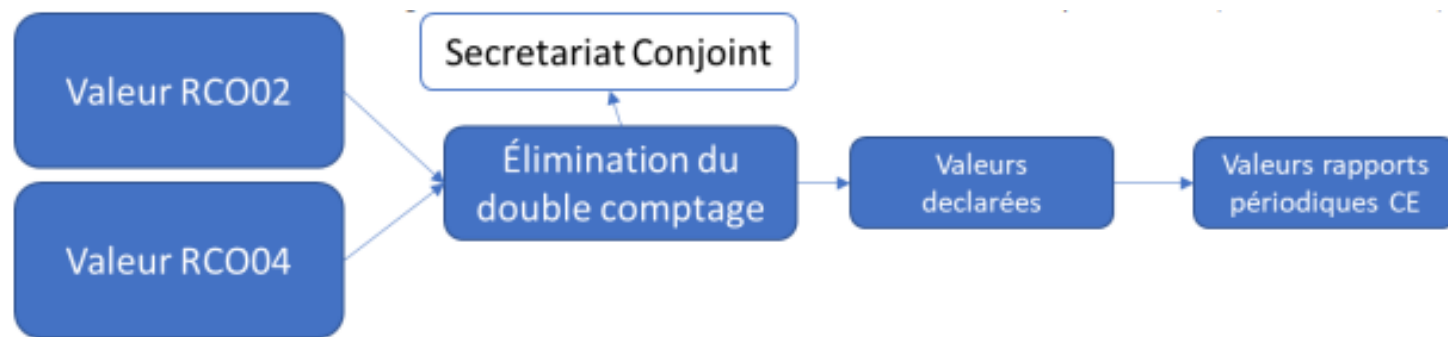 Valeur RCO02
Valeur RCO04
Secretariat Conjoint
Élimination du
double comptage
Valeurs
declarées
Valeurs rapports
périodiques CE